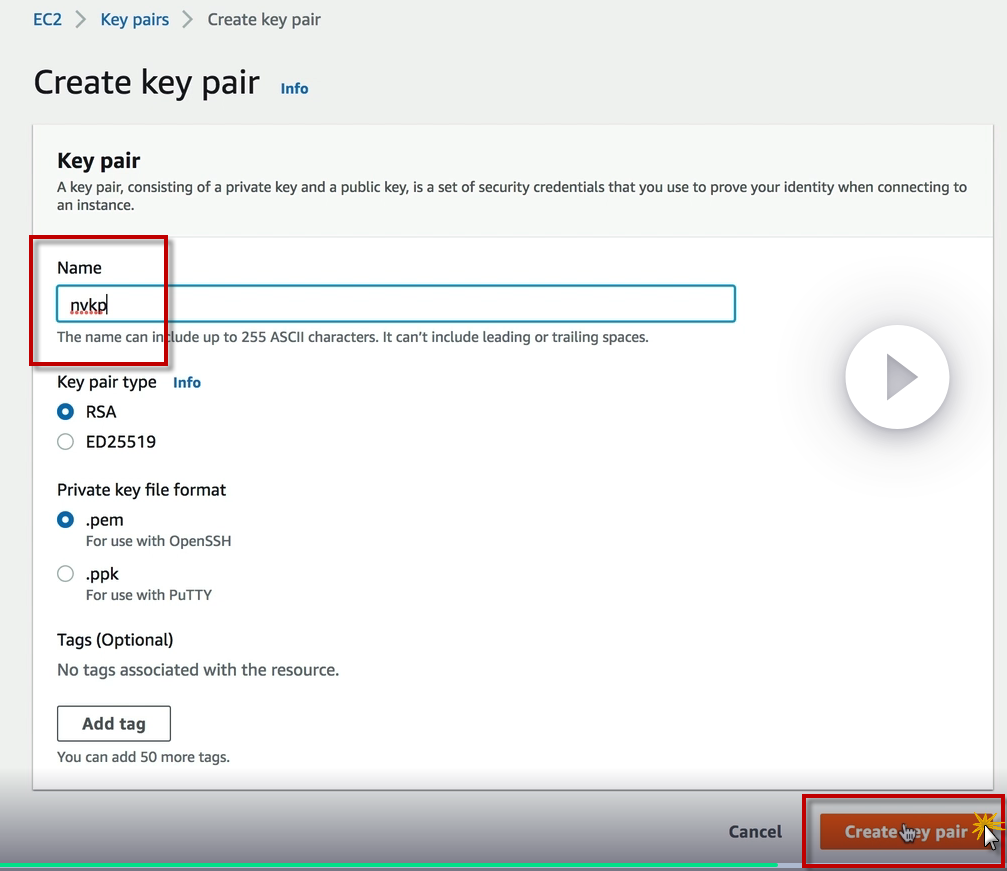 EC2 > Key pairs > Create key pair
Create key pair Info
Key pair
A key pair, consisting of a private key and a public key, is a set of security credentials that you use to prove your identity when connecting to
an instance.
Name
nvkp
The name can include up to 255 ASCII characters. It can’t include leading or trailing spaces.
Key pair type Info
RSA
ED25519
Private key file format
.pem
For use with OpenSSH
.ppk
For use with PuTTY
Tags (Optional)
No tags associated with the resource.
Add tag
You can add 50 more tags.
Cancel Create key pair